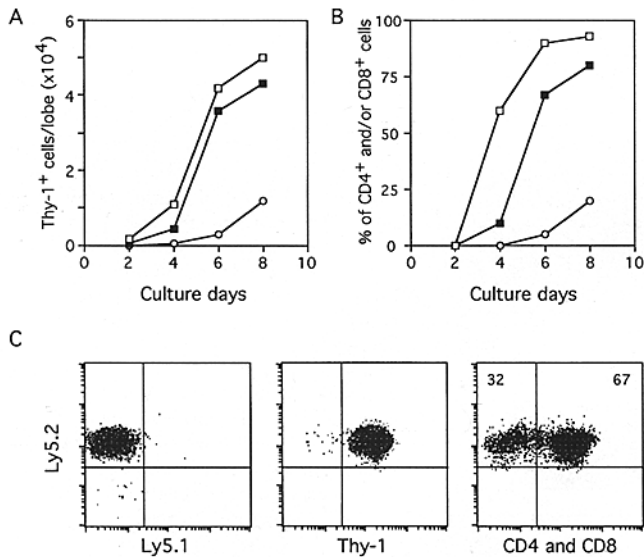 A
Thy-1+ cells/lobe (x10⁴)
6
4
2
0
0 2 4 6 8 10
Culture days
B
% of CD4+ and/or CD8+ cells
100
75
50
25
0
0 2 4 6 8 10
Culture days
C
Ly5.2
32 67
Ly5.1
Thy-1
CD4 and CD8